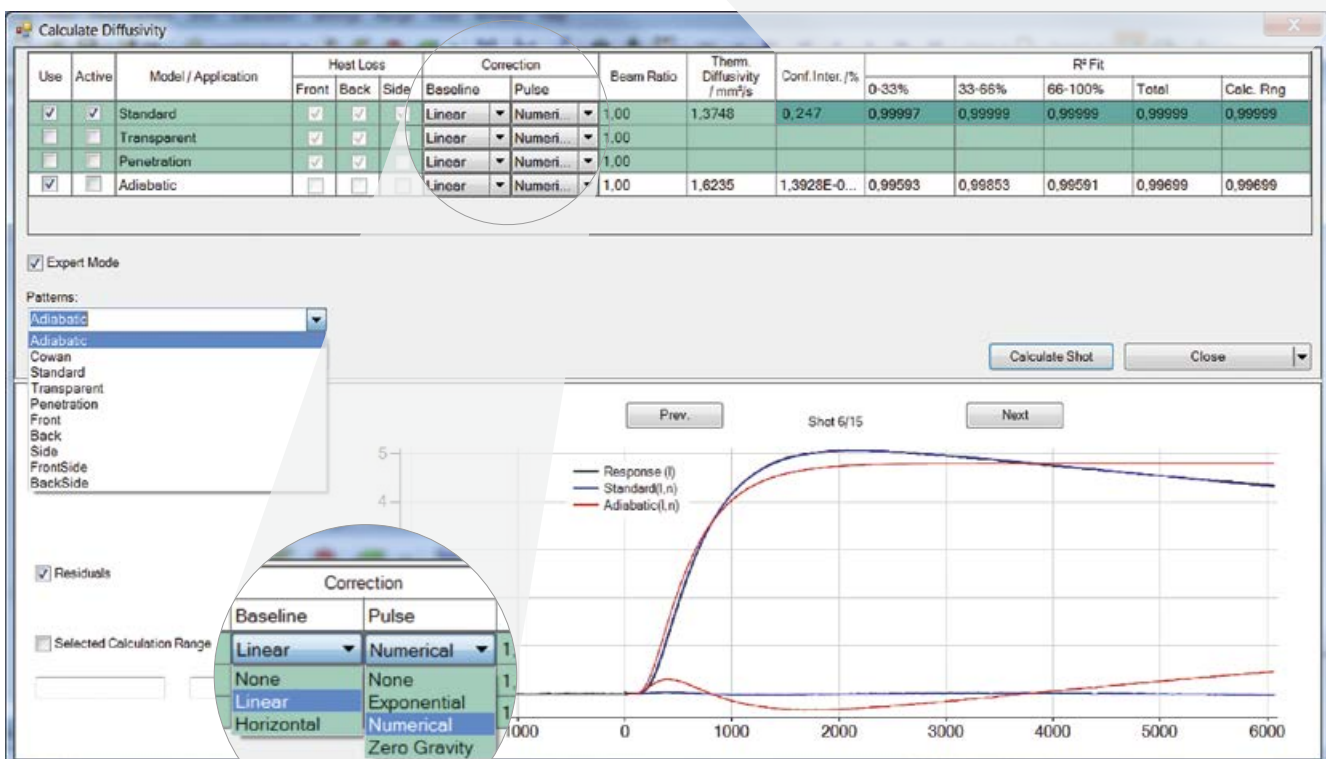 Calculate Diffusivity
Use Active Model / Application Heat Loss Correction Beam Ratio Therm. Diffusivity / mm²/s Conf.Inter. /% R² Fit
Front Back Side Baseline Pulse 0-33% 33-66% 66-100% Total Calc. Rng
Standard Linear Numeri... 1,00 1,3748 0,247 0,99997 0,99999 0,99999 0,99999 0,99999
Transparent Linear Numeri... 1,00
Penetration Linear Numeri... 1,00
Adiabatic Linear Numeri... 1,00 1,6235 1,3928E-0... 0,99593 0,99853 0,99591 0,99699 0,99699
Expert Mode
Patterns:
Adiabatic
Adiabatic
Cowan
Standard
Transparent
Penetration
Front
Back
Side
FrontSide
BackSide
Calculate Shot Close
Prev. Shot 6/15 Next
5
4
Response (l)
Standard(l,n)
Adiabatic(l,n)
Residuals
Selected Calculation Range
Correction
Baseline Pulse
Linear Numerical 1,
None None 1,
Linear Exponential
Horizontal Numerical 1
Zero Gravity
1000 0 1000 2000 3000 4000 5000 6000